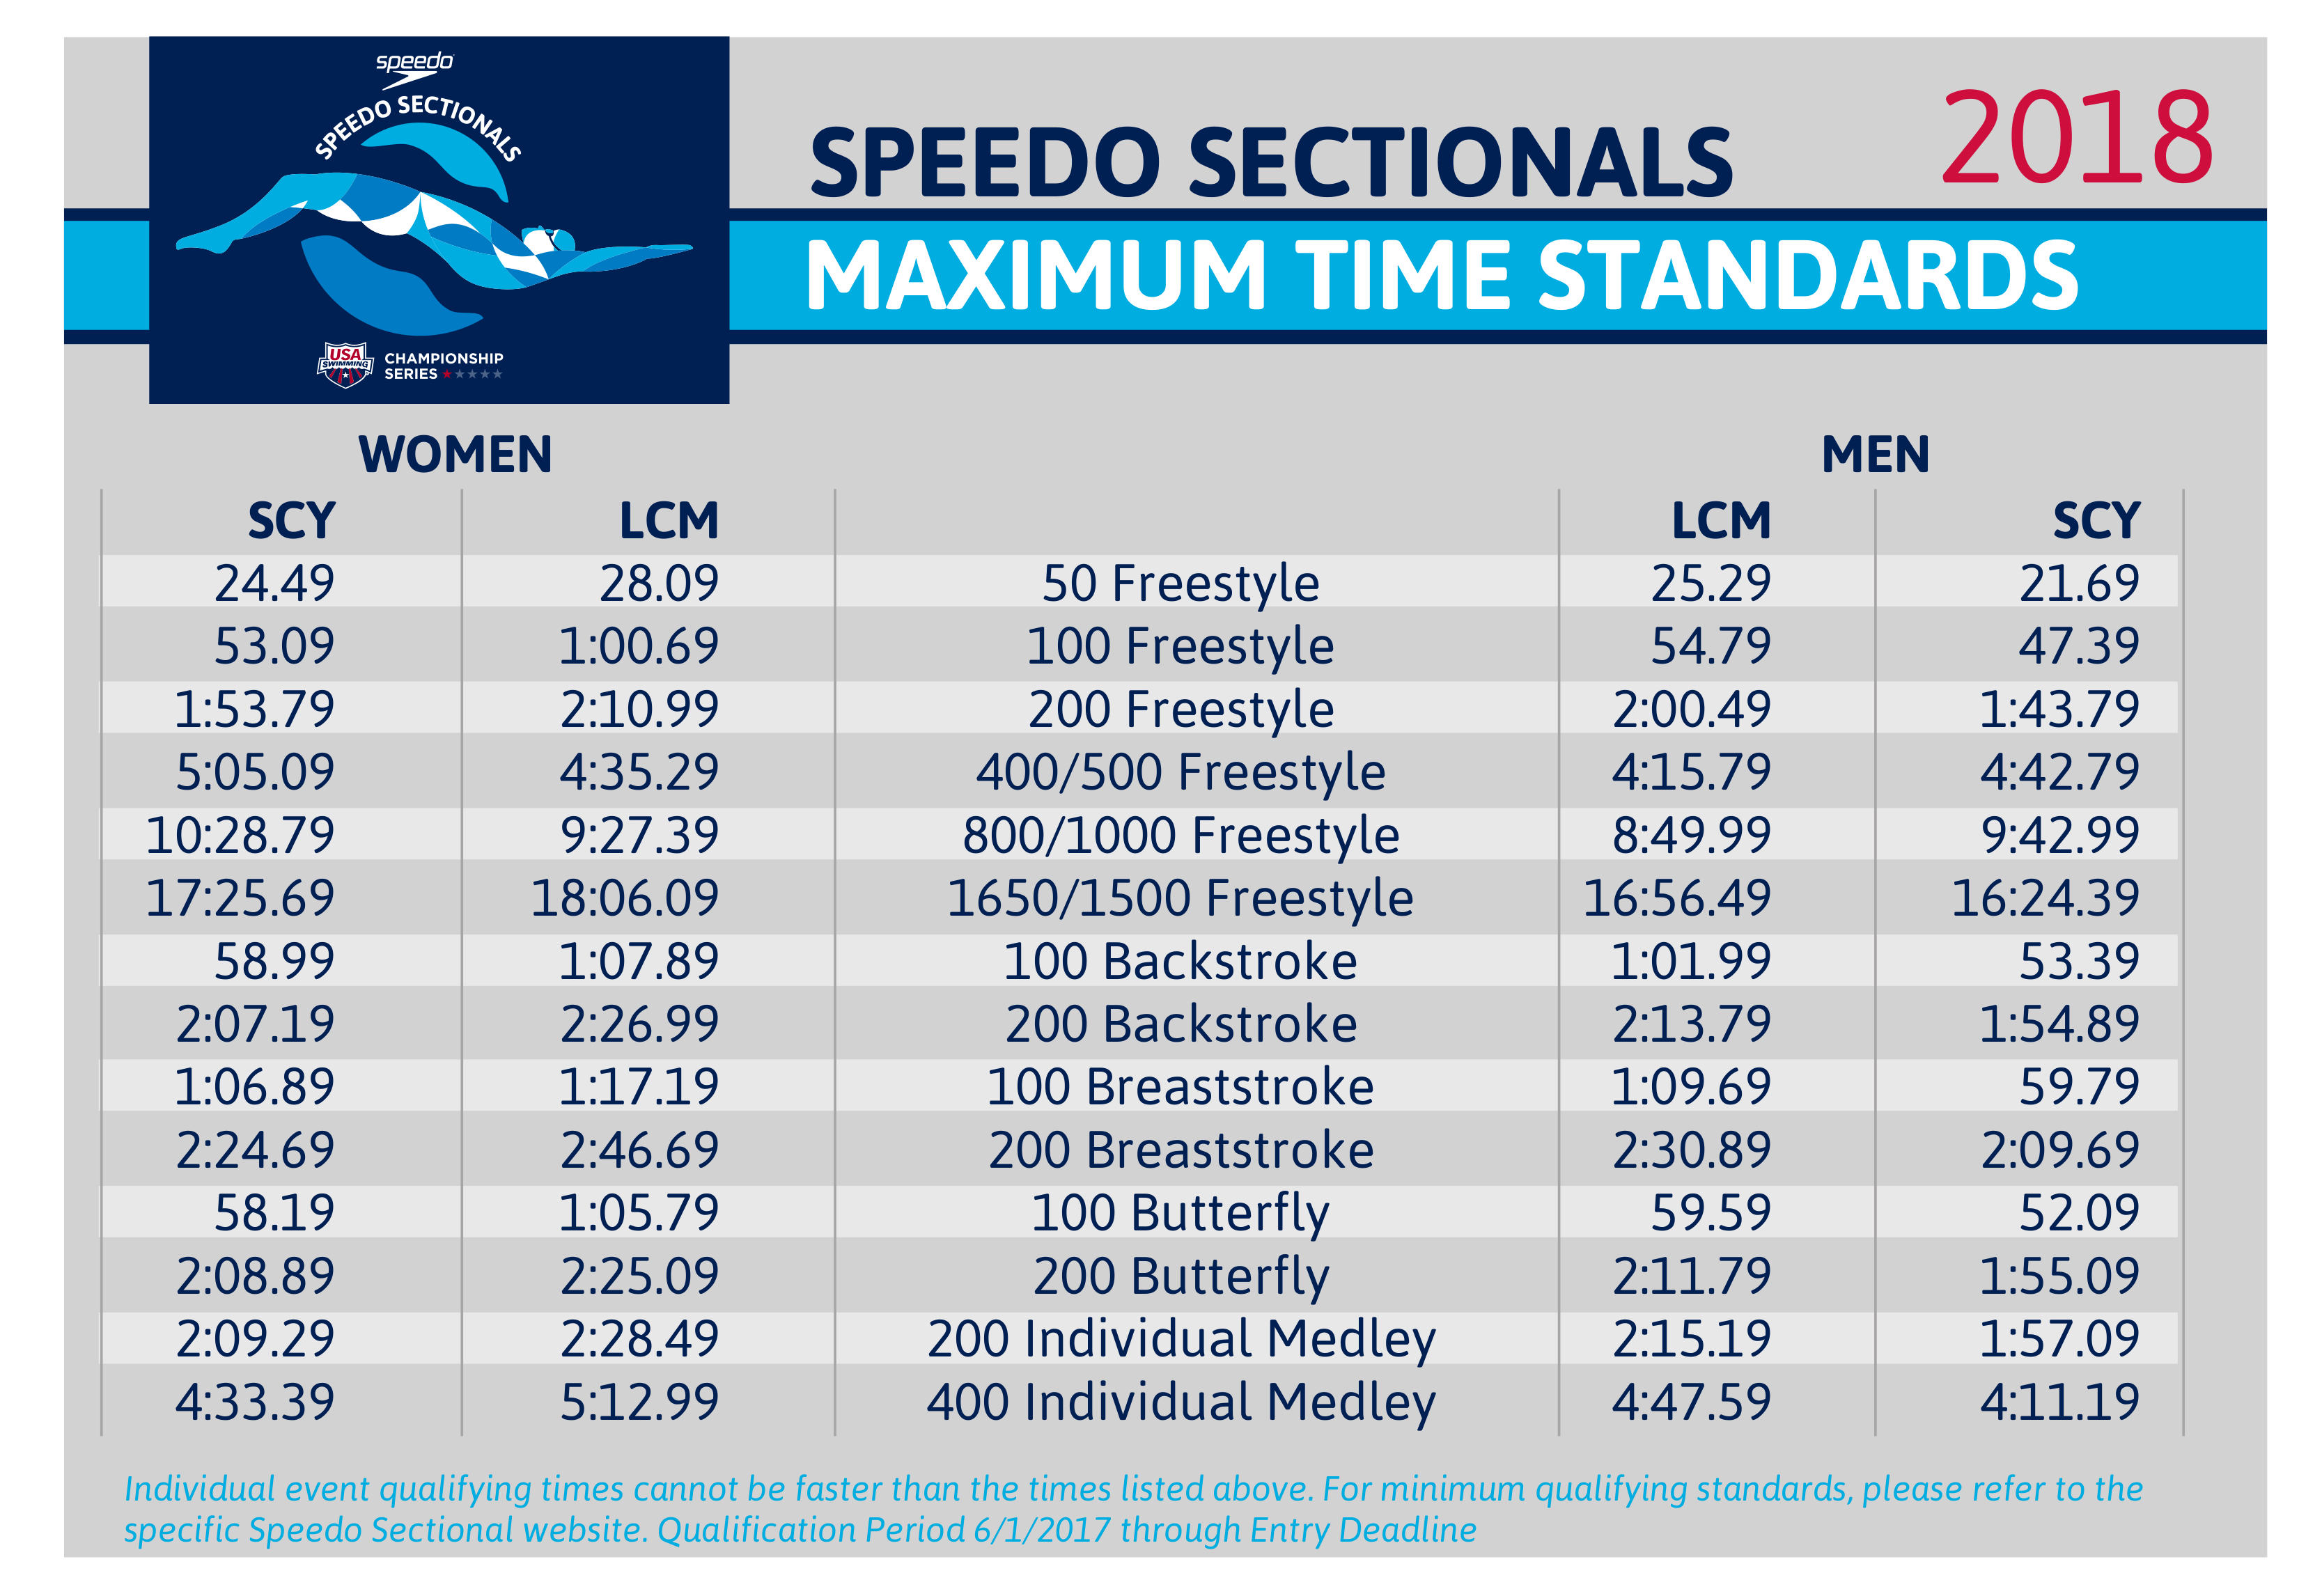 speedo
SPEEDO SECTIONALS
USA
SWIMMING
CHAMPIONSHIP
SERIES
SPEEDO SECTIONALS
2018
MAXIMUM TIME STANDARDS
WOMEN MEN
SCY LCM LCM SCY
24.49 28.09 50 Freestyle 25.29 21.69
53.09 1:00.69 100 Freestyle 54.79 47.39
1:53.79 2:10.99 200 Freestyle 2:00.49 1:43.79
5:05.09 4:35.29 400/500 Freestyle 4:15.79 4:42.79
10:28.79 9:27.39 800/1000 Freestyle 8:49.99 9:42.99
17:25.69 18:06.09 1650/1500 Freestyle 16:56.49 16:24.39
58.99 1:07.89 100 Backstroke 1:01.99 53.39
2:07.19 2:26.99 200 Backstroke 2:13.79 1:54.89
1:06.89 1:17.19 100 Breaststroke 1:09.69 59.79
2:24.69 2:46.69 200 Breaststroke 2:30.89 2:09.69
58.19 1:05.79 100 Butterfly 59.59 52.09
2:08.89 2:25.09 200 Butterfly 2:11.79 1:55.09
2:09.29 2:28.49 200 Individual Medley 2:15.19 1:57.09
4:33.39 5:12.99 400 Individual Medley 4:47.59 4:11.19
Individual event qualifying times cannot be faster than the times listed above. For minimum qualifying standards, please refer to the
specific Speedo Sectional website. Qualification Period 6/1/2017 through Entry Deadline